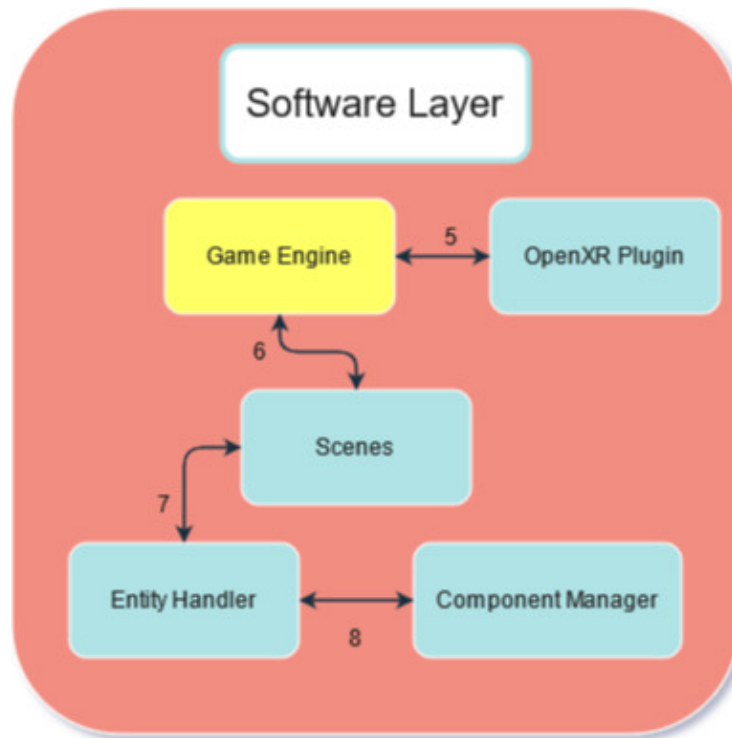 Software Layer
Game Engine
5
OpenXR Plugin
6
Scenes
7
Entity Handler
8
Component Manager